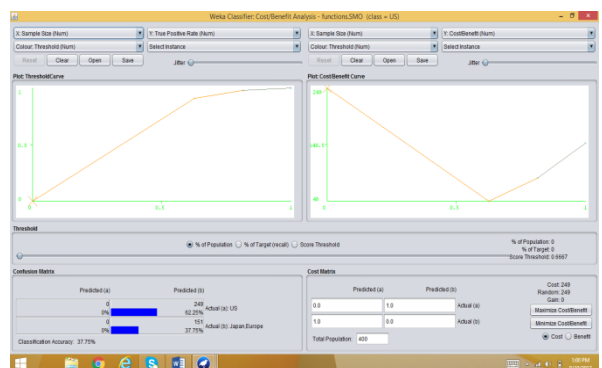 Weka Classifier: Cost/Benefit Analysis - functions.SMO (class = US)
X: Sample Size (Num)
Y: True Positive Rate (Num)
X: Sample Size (Num)
Y: Cost/Benefit (Num)
Colour: Threshold (Num)
Select Instance
Colour: Threshold (Num)
Select Instance
Reset
Clear
Open
Save
Jitter
Reset
Clear
Open
Save
Jitter
Plot: ThresholdCurve
Plot: Cost/Benefit Curve
1
0.5
0
0
0.5
1
249
40
0
0.5
1
Threshold
% of Population
% of Target (recall)
Score Threshold
% of Population: 0
% of Target: 0
Score Threshold: 0.6667
Confusion Matrix
Cost Matrix
Predicted (a)
Predicted (b)
0
0%
249
62.25%
Actual (a): US
0
0%
151
37.75%
Actual (b): Japan,Europe
Classification Accuracy: 37.75%
Predicted (a)
Predicted (b)
0.0
1.0
Actual (a)
1.0
0.0
Actual (b)
Total Population: 400
Cost: 249
Random: 249
Gain: 0
Maximize Cost/Benefit
Minimize Cost/Benefit
Cost
Benefit